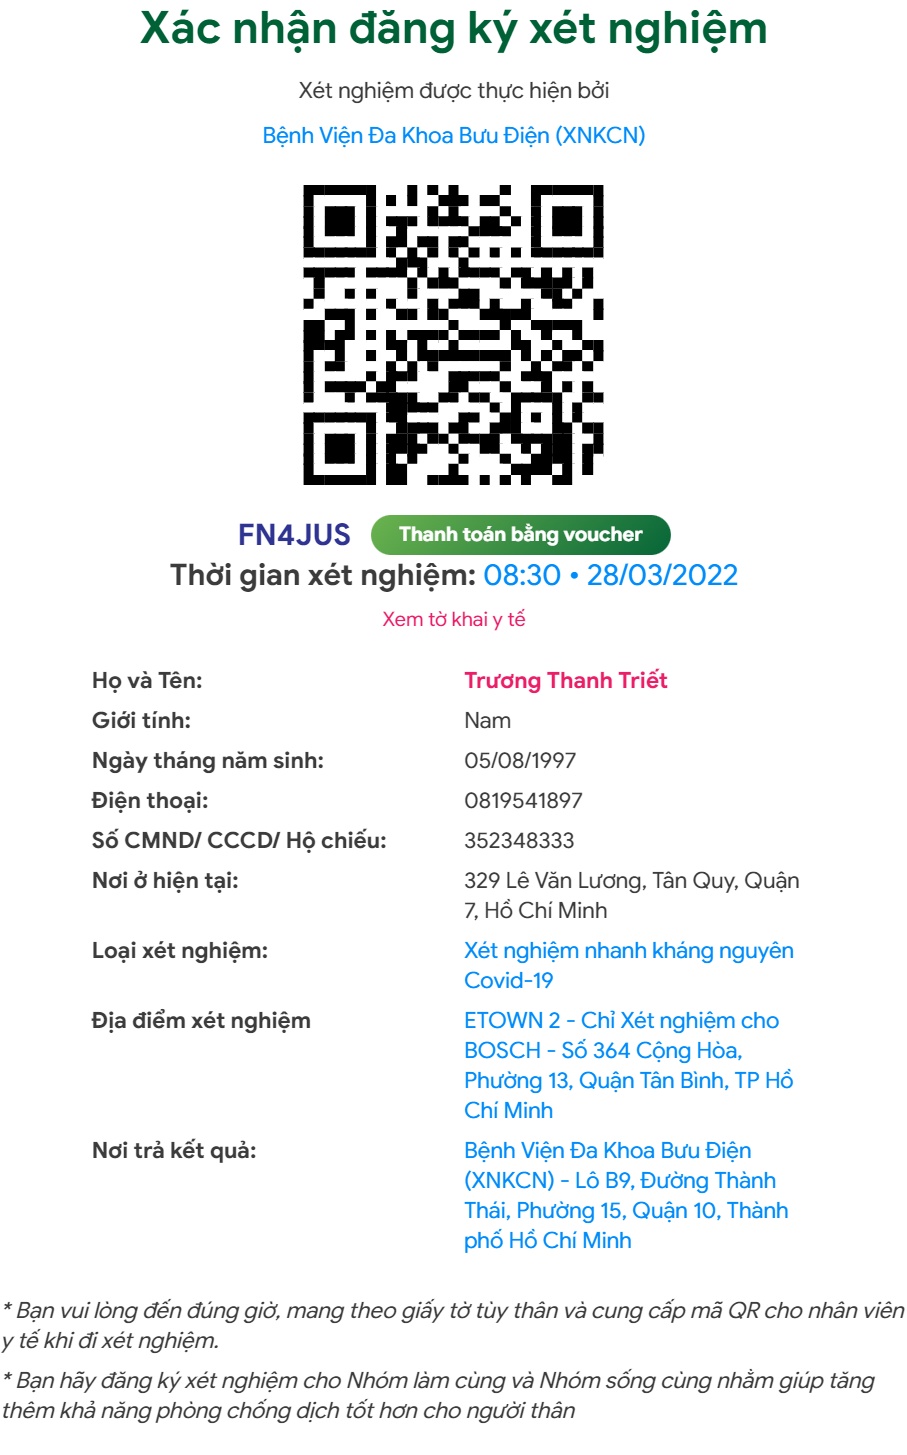 Xác nhận đăng ký xét nghiệm
Xét nghiệm được thực hiện bởi
Bệnh Viện Đa Khoa Bưu Điện (XNKCN)
FN4JUS Thanh toán bằng voucher
Thời gian xét nghiệm: 08:30 • 28/03/2022
Xem tờ khai y tế
Họ và Tên: Trương Thanh Triết
Giới tính: Nam
Ngày tháng năm sinh: 05/08/1997
Điện thoại: 0819541897
Số CMND/ CCCD/ Hộ chiếu: 352348333
Nơi ở hiện tại: 329 Lê Văn Lương, Tân Quy, Quận
7, Hồ Chí Minh
Loại xét nghiệm: Xét nghiệm nhanh kháng nguyên
Covid-19
Địa điểm xét nghiệm ETOWN 2 - Chỉ Xét nghiệm cho
BOSCH - Số 364 Cộng Hòa,
Phường 13, Quận Tân Bình, TP Hồ
Chí Minh
Nơi trả kết quả: Bệnh Viện Đa Khoa Bưu Điện
(XNKCN) - Lô B9, Đường Thành
Thái, Phường 15, Quận 10, Thành
phố Hồ Chí Minh
* Bạn vui lòng đến đúng giờ, mang theo giấy tờ tùy thân và cung cấp mã QR cho nhân viên
y tế khi đi xét nghiệm.
* Bạn hãy đăng ký xét nghiệm cho Nhóm làm cùng và Nhóm sống cùng nhằm giúp tăng
thêm khả năng phòng chống dịch tốt hơn cho người thân